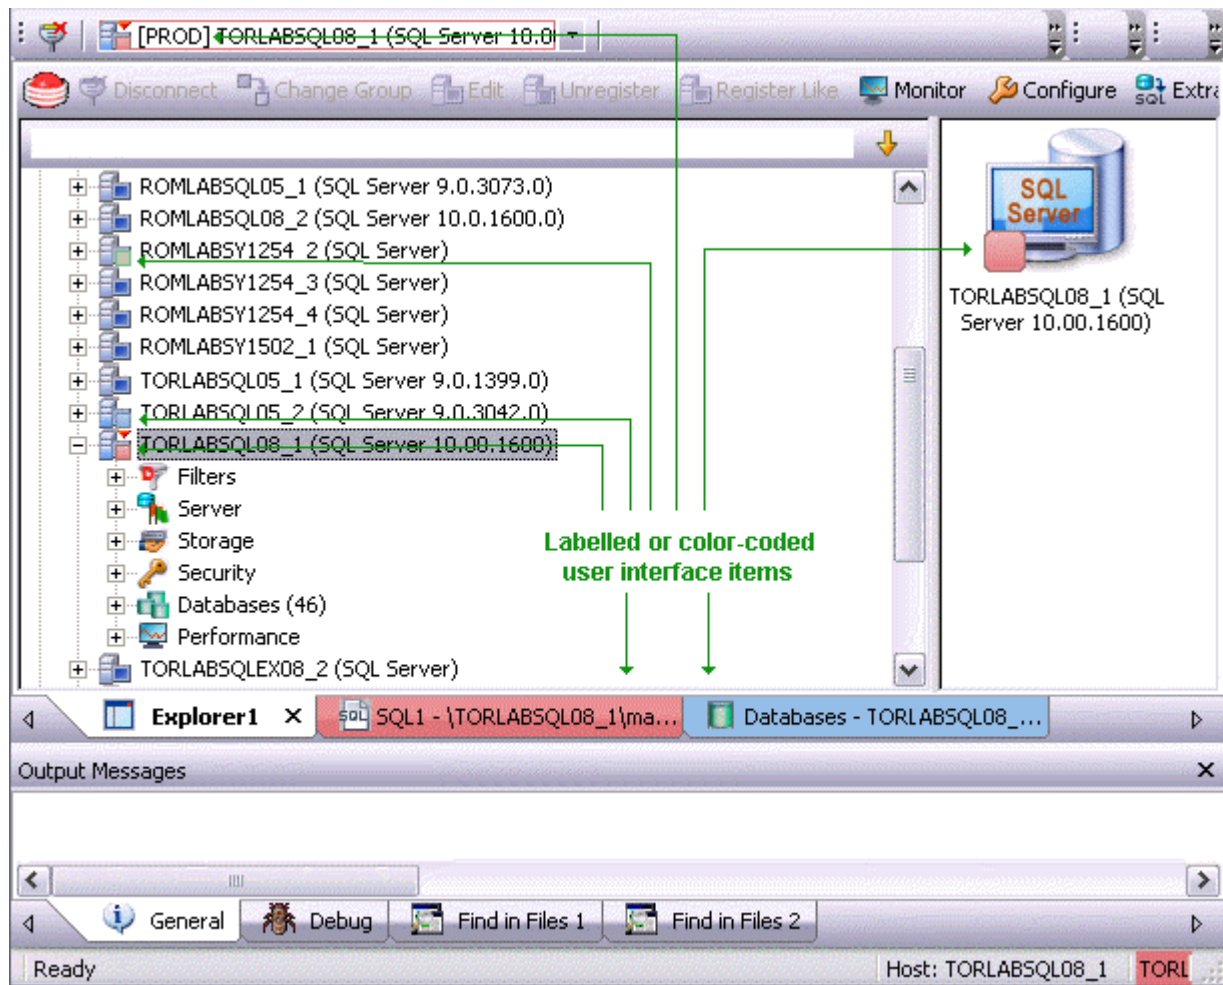 [PROD] TORLABSQL08_1 (SQL Server 10.0
Disconnect Change Group Edit Unregister Register Like Monitor Configure SQL Extra
ROMLABSQL05_1 (SQL Server 9.0.3073.0)
ROMLABSQL08_2 (SQL Server 10.0.1600.0)
ROMLABSY1254_2 (SQL Server)
ROMLABSY1254_3 (SQL Server)
ROMLABSY1254_4 (SQL Server)
ROMLABSY1502_1 (SQL Server)
TORLABSQL05_1 (SQL Server 9.0.1399.0)
TORLABSQL05_2 (SQL Server 9.0.3042.0)
TORLABSQL08_1 (SQL Server 10.00.1600)
Filters
Server
Storage
Security
Databases (46)
Performance
TORLABSQLEX08_2 (SQL Server)
SQL
Server
TORLABSQL08_1 (SQL
Server 10.00.1600)
Labelled or color-coded
user interface items
Explorer1 SQL SQL1 - \TORLABSQL08_1\ma... Databases - TORLABSQL08_...
Output Messages
General Debug Find in Files 1 Find in Files 2
Ready Host: TORLABSQL08_1 TORL